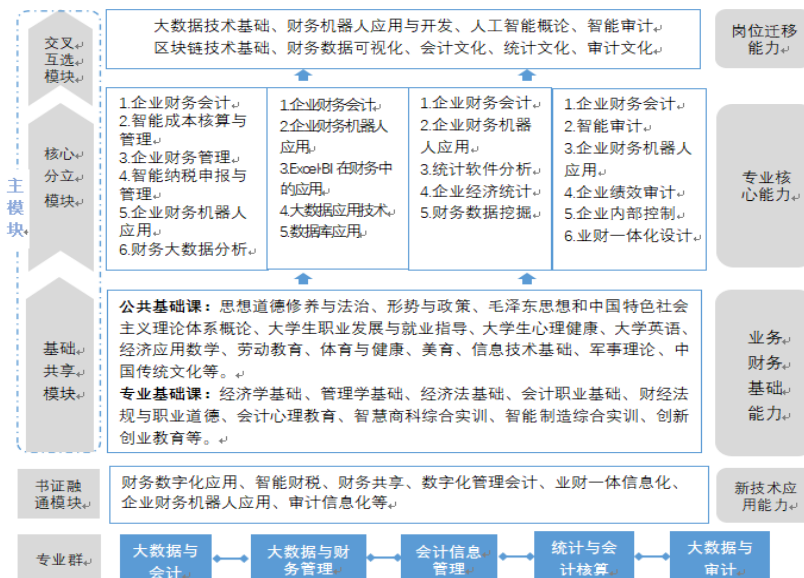 交叉
互选
模块
大数据技术基础、财务机器人应用与开发、人工智能概论、智能审计
区块链技术基础、财务数据可视化、会计文化、统计文化、审计文化
岗位迁移
能力
主
模
块
核心
分立
模块
1.企业财务会计
2.智能成本核算与
管理
3.企业财务管理
4.智能纳税申报与
管理
5.企业财务机器人
应用
6.财务大数据分析
1.企业财务会计
2.企业财务机器人
应用
3.Excel-BI 在财务中
的应用
4.大数据应用技术
5.数据库应用
1.企业财务会计
2.企业财务机器
人应用
3.统计软件分析
4.企业经济统计
5.财务数据挖掘
1.企业财务会计
2.智能审计
3.企业财务机器人
应用
4.企业绩效审计
5.企业内部控制
6.业财一体化设计
专业核
心能力
基础
共享
模块
公共基础课：思想道德修养与法治、形势与政策、毛泽东思想和中国特色社会
主义理论体系概论、大学生职业发展与就业指导、大学生心理健康、大学英语、
经济应用数学、劳动教育、体育与健康、美育、信息技术基础、军事理论、中
国传统文化等。
专业基础课：经济学基础、管理学基础、经济法基础、会计职业基础、财经法
规与职业道德、会计心理教育、智慧商科综合实训、智能制造综合实训、创新
创业教育等。
业务
财务
基础
能力
书证融
通模块
财务数字化应用、智能财税、财务共享、数字化管理会计、业财一体信息化、
企业财务机器人应用、审计信息化等
新技术应
用能力
专业群
大数据与
会计
大数据与财
务管理
会计信息
管理
统计与会
计核算
大数据与
审计